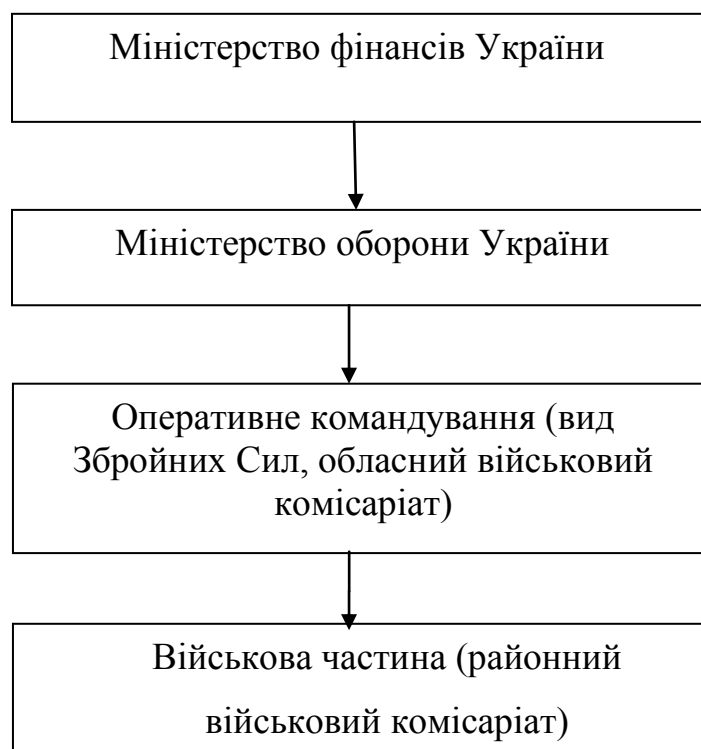 Міністерство фінансів України
Міністерство оборони України
Оперативне командування (вид
Збройних Сил, обласний військовий
комісаріат)
Військова частина (районний
військовий комісаріат)